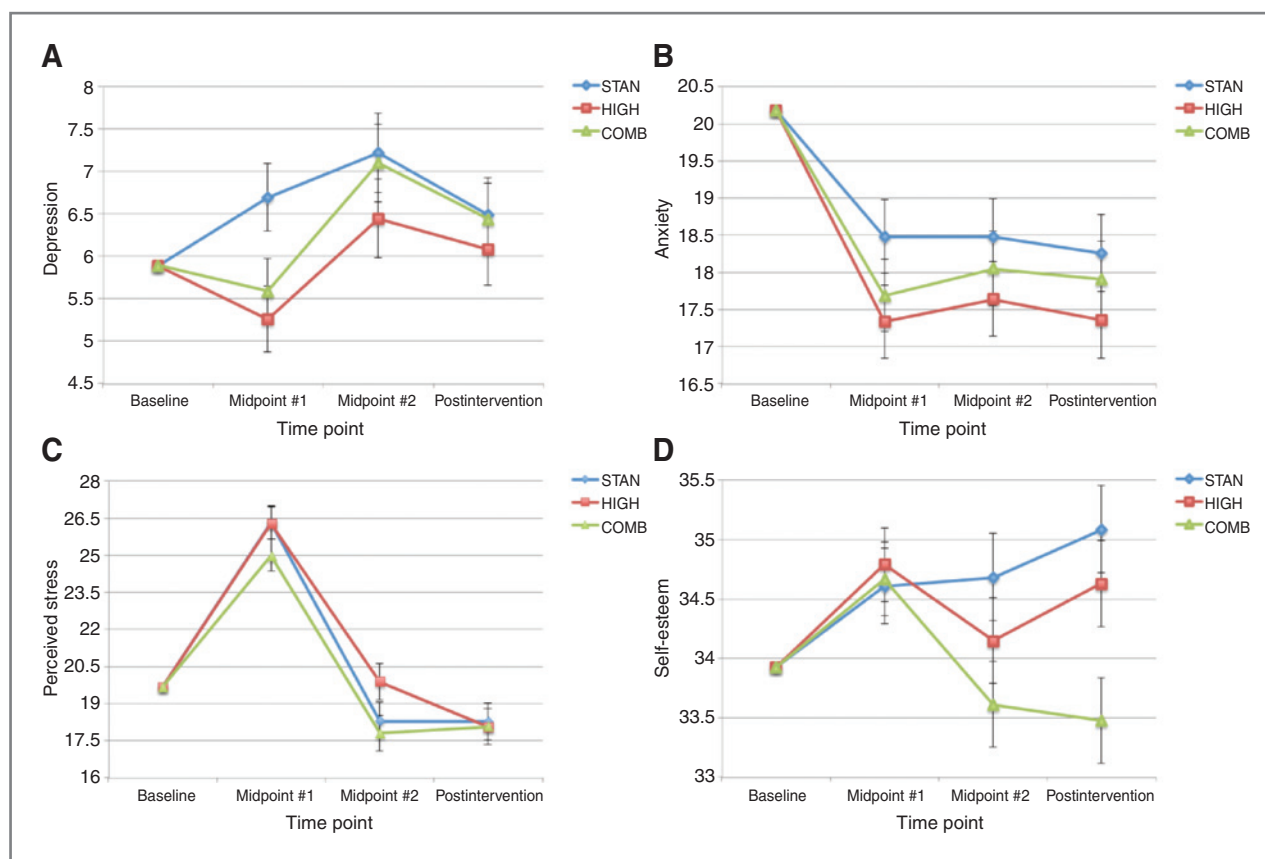 A
Depression
8
7.5
7
6.5
6
5.5
5
4.5
Baseline
Midpoint #1
Midpoint #2
Postintervention
Time point
STAN
HIGH
COMB
B
Anxiety
20.5
20
19.5
19
18.5
18
17.5
17
16.5
Baseline
Midpoint #1
Midpoint #2
Postintervention
Time point
STAN
HIGH
COMB
C
Perceived stress
28
26.5
25
23.5
22
20.5
19
17.5
16
Baseline
Midpoint #1
Midpoint #2
Postintervention
Time point
STAN
HIGH
COMB
D
Self-esteem
35.5
35
34.5
34
33.5
33
Baseline
Midpoint #1
Midpoint #2
Postintervention
Time point
STAN
HIGH
COMB